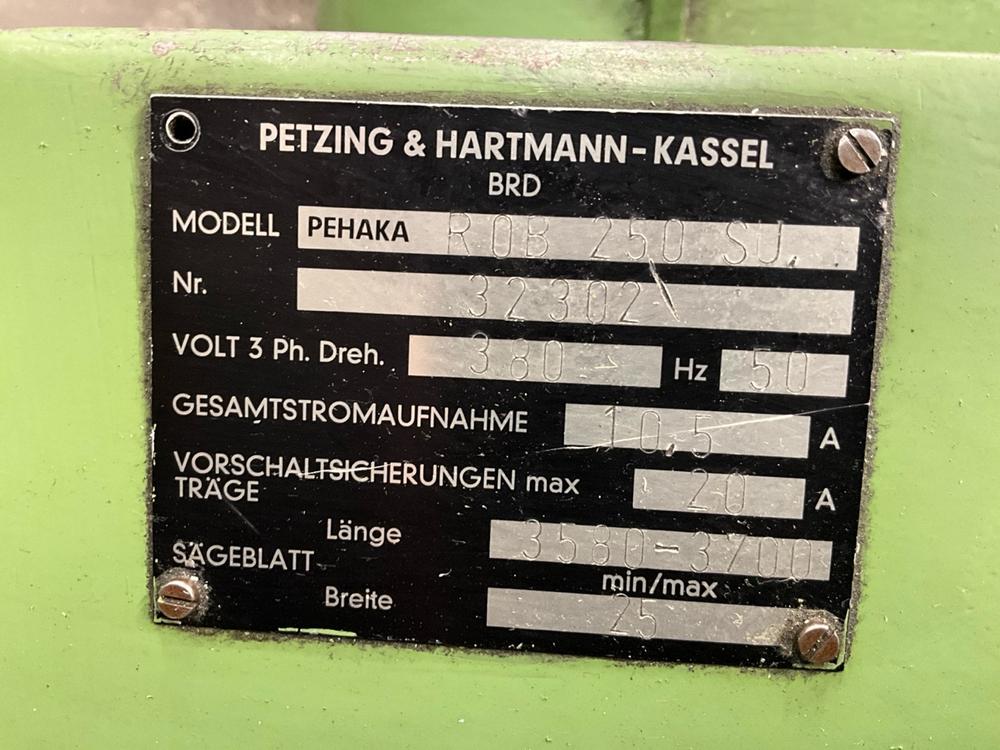 PETZING & HARTMANN-KASSEL
BRD
MODELL PEHAKA ROB 250 SU.
Nr. 32302
VOLT 3 Ph. Dreh. 380 Hz 50
GESAMTSTROMAUFNAHME 10,5 A
VORSCHALTSICHERUNGEN max 20 A
TRÄGE
Länge 3580-3700
SÄGEBLATT min/max
Breite 25